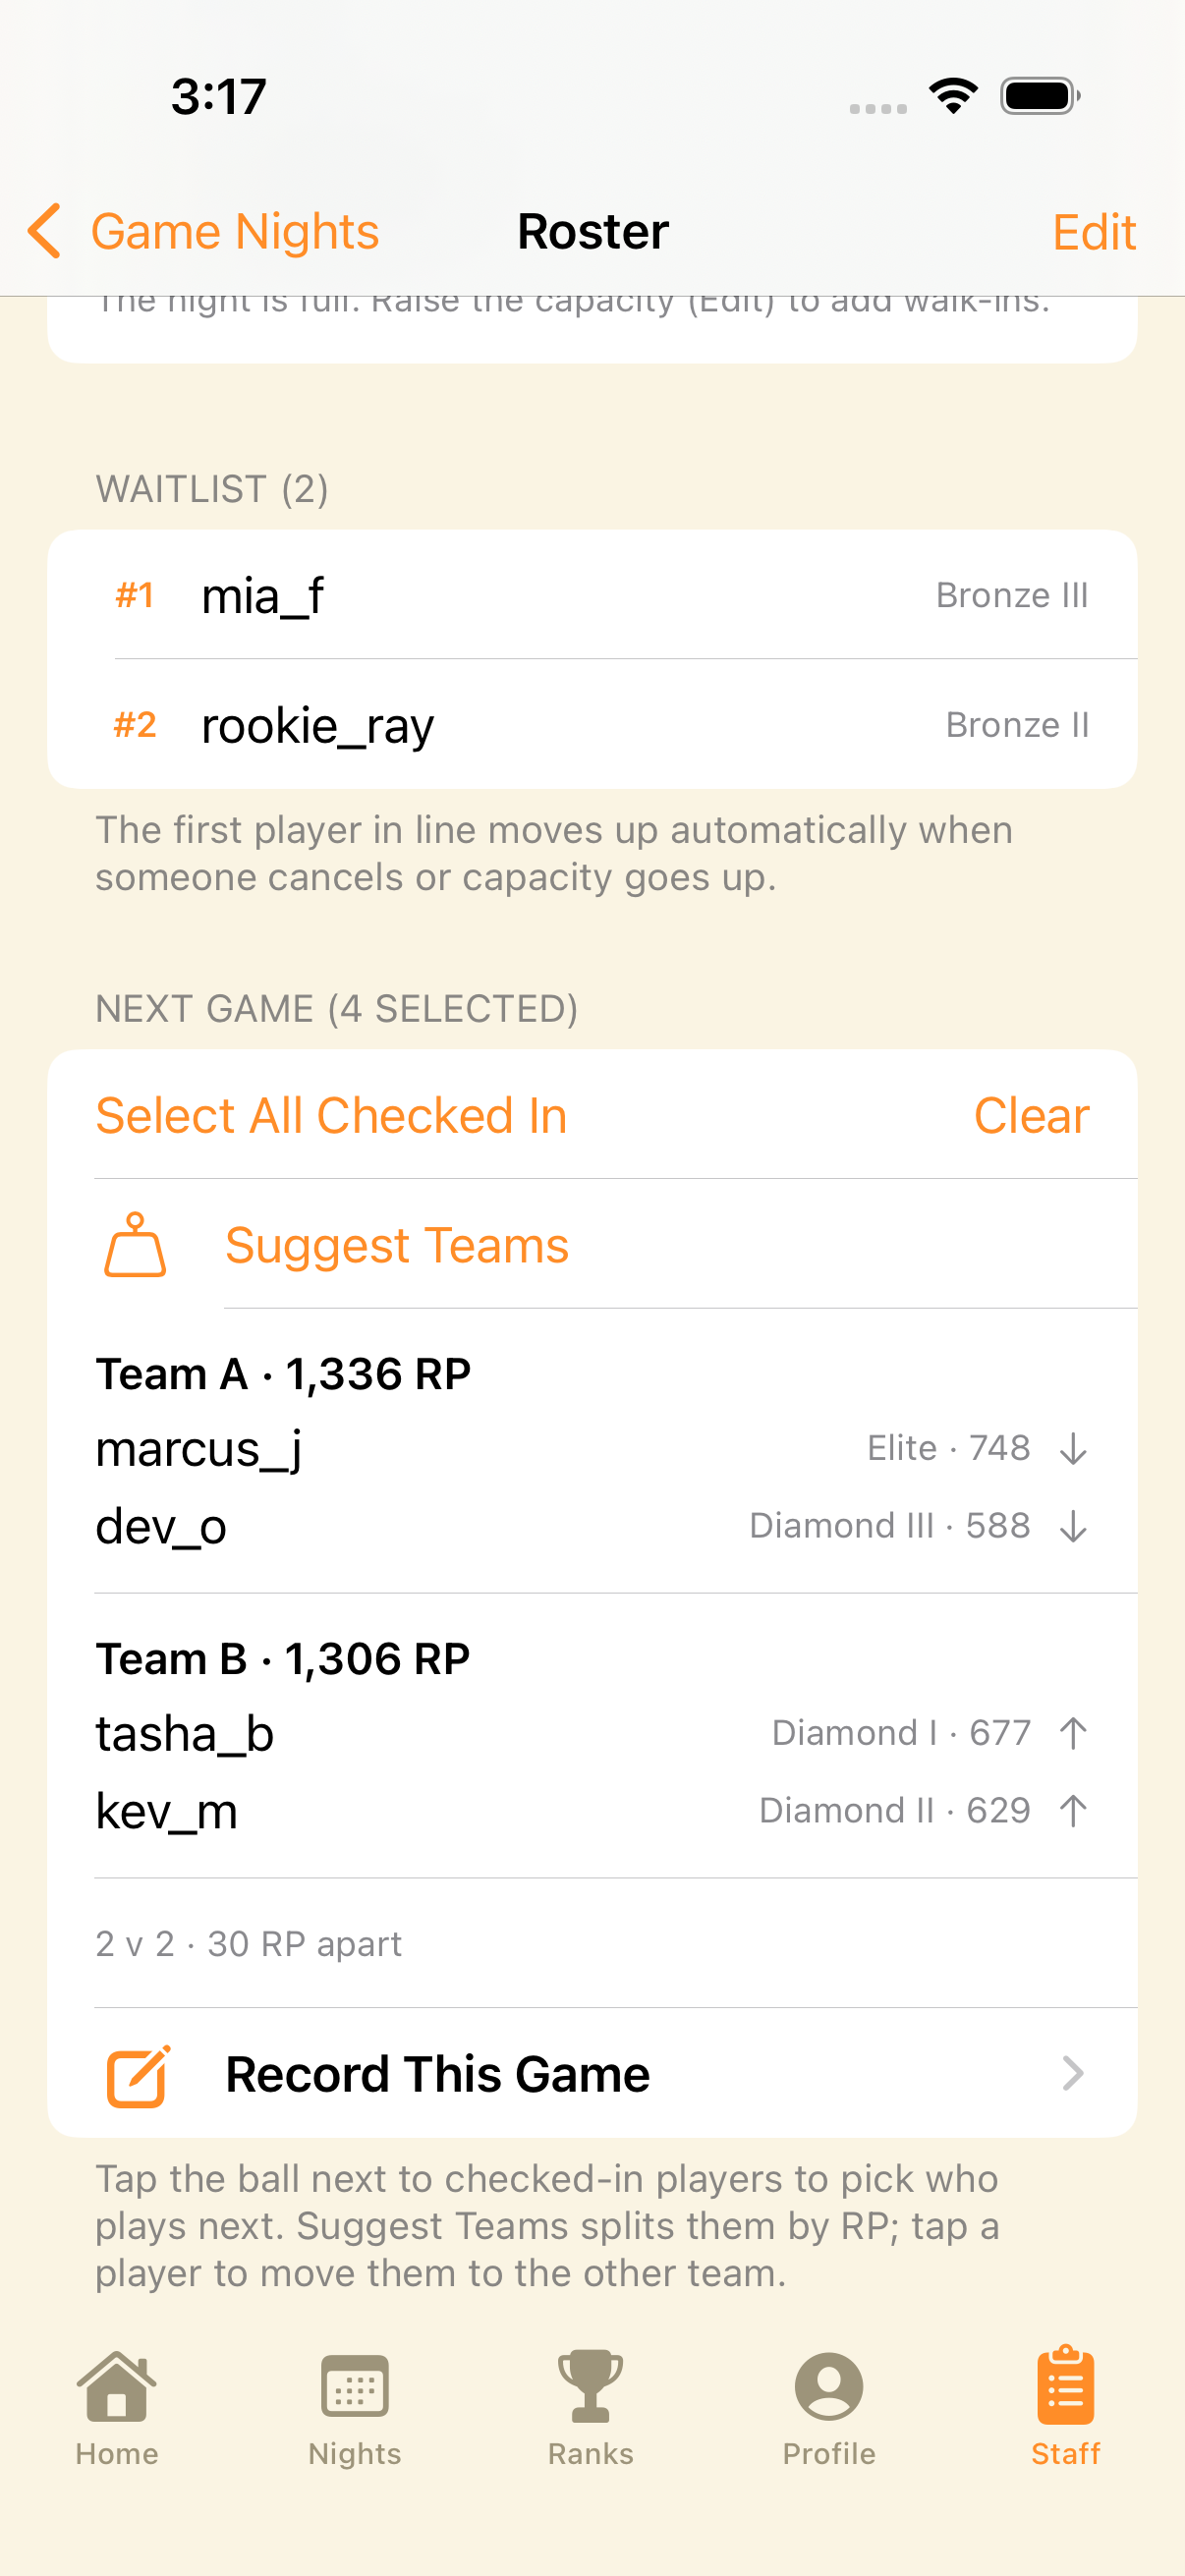 3:17
Game Nights
Roster
Edit
The night is full. Raise the capacity (Edit) to add walk-ins.
WAITLIST (2)
#1 mia_f Bronze III
#2 rookie_ray Bronze II
The first player in line moves up automatically when
someone cancels or capacity goes up.
NEXT GAME (4 SELECTED)
Select All Checked In Clear
Suggest Teams
Team A · 1,336 RP
marcus_j Elite · 748 ↓
dev_o Diamond III · 588 ↓
Team B · 1,306 RP
tasha_b Diamond I · 677 ↑
kev_m Diamond II · 629 ↑
2 v 2 · 30 RP apart
Record This Game
Tap the ball next to checked-in players to pick who
plays next. Suggest Teams splits them by RP; tap a
player to move them to the other team.
Home Nights Ranks Profile Staff